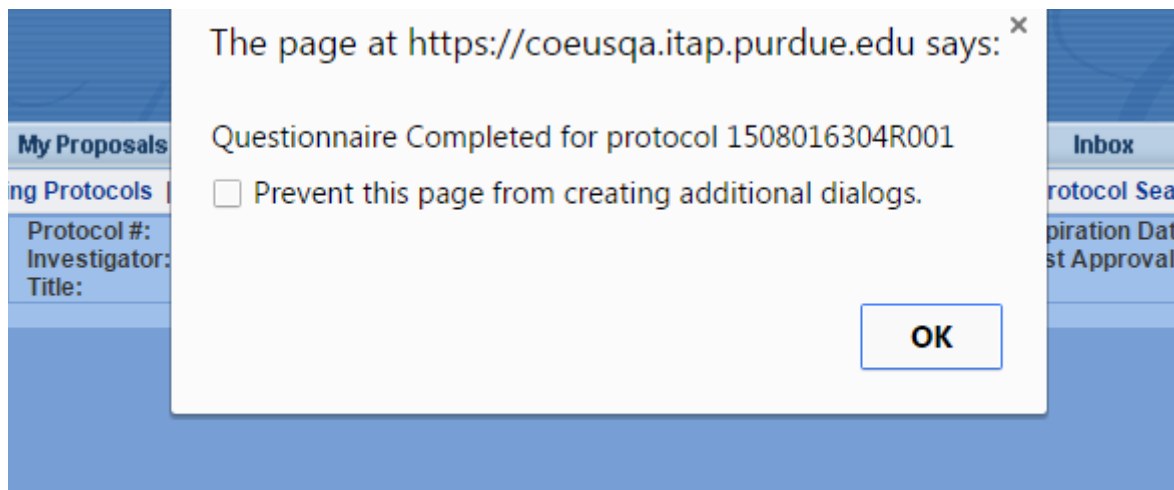 The page at https://coeusqa.itap.purdue.edu says:
Questionnaire Completed for protocol 1508016304R001
Prevent this page from creating additional dialogs.
OK
My Proposals
Inbox
ing Protocols |
rotocol Sea
Protocol #:
piration Dat
Investigator:
st Approval
Title: